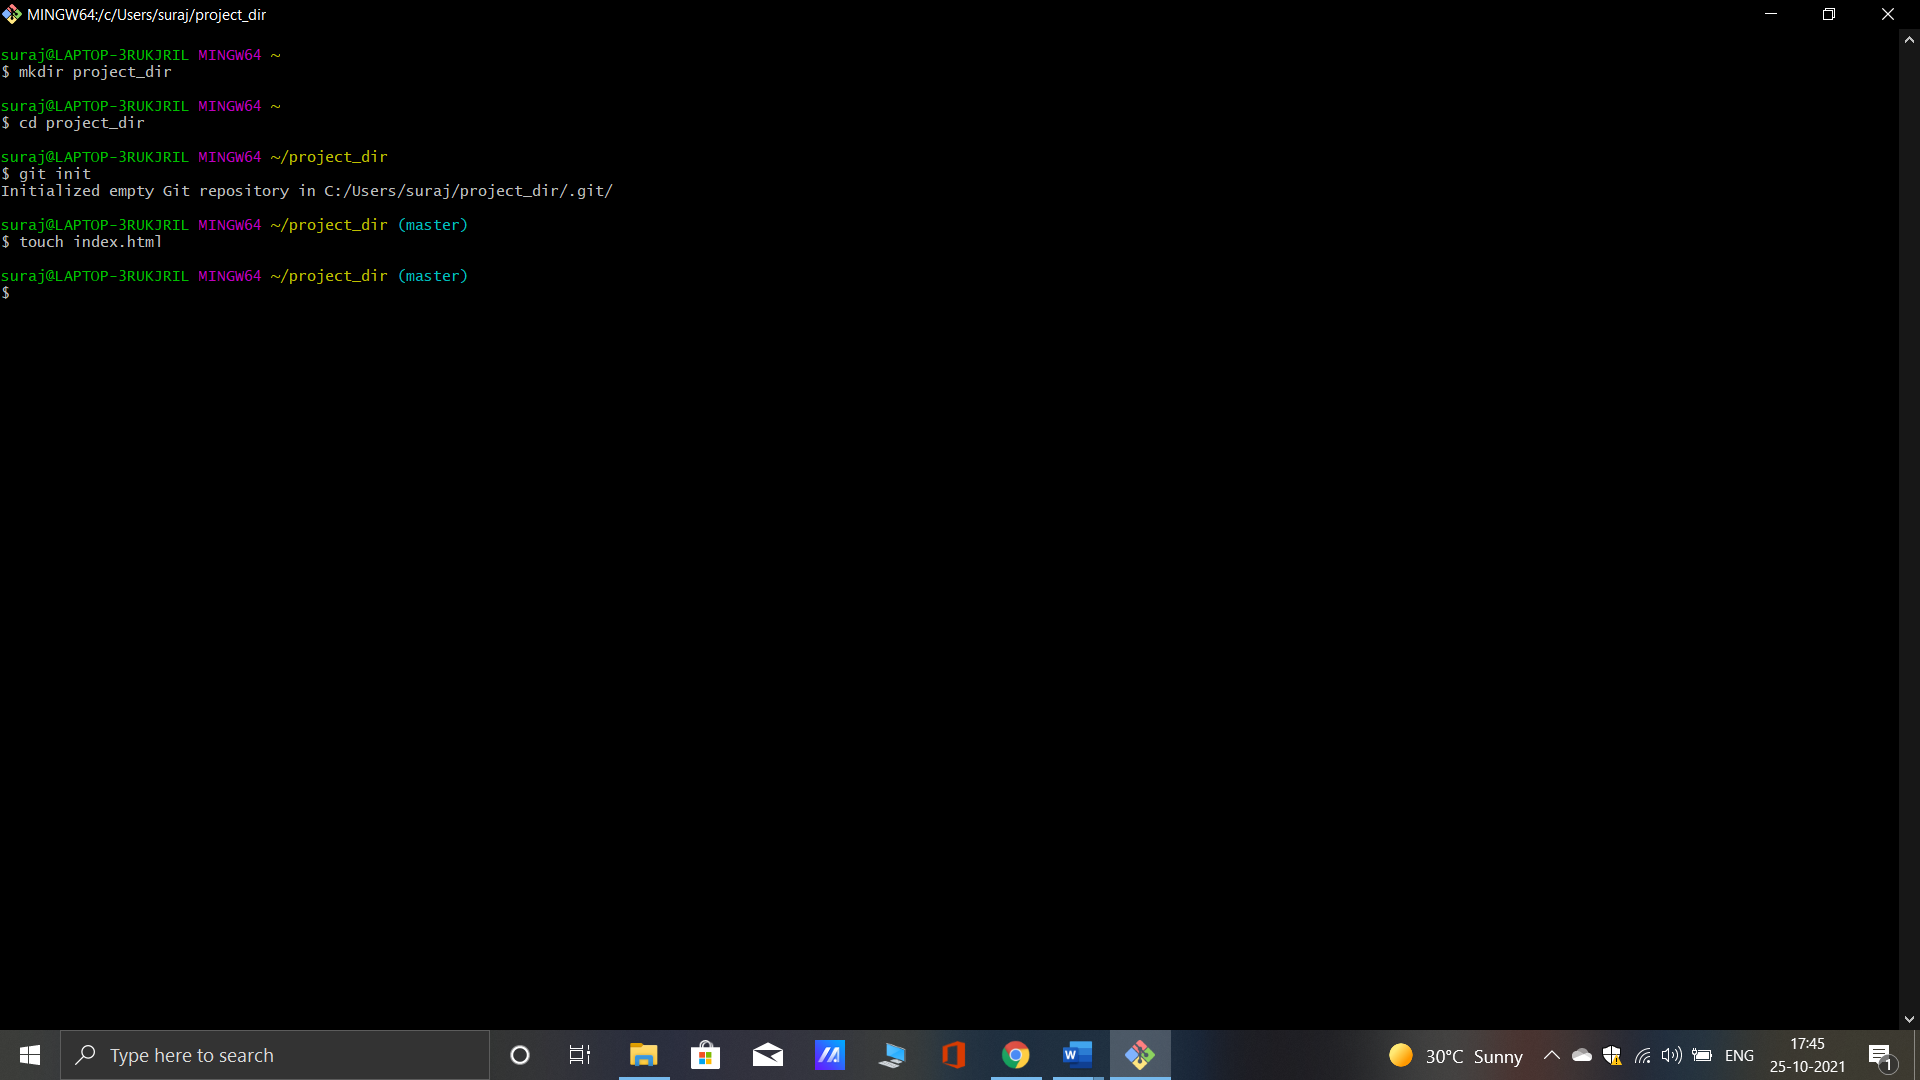 MINGW64:/c/Users/suraj/project_dir
suraj@LAPTOP-3RUKJRIL MINGW64 ~
$ mkdir project_dir
suraj@LAPTOP-3RUKJRIL MINGW64 ~
$ cd project_dir
suraj@LAPTOP-3RUKJRIL MINGW64 ~/project_dir
$ git init
Initialized empty Git repository in C:/Users/suraj/project_dir/.git/
suraj@LAPTOP-3RUKJRIL MINGW64 ~/project_dir (master)
$ touch index.html
suraj@LAPTOP-3RUKJRIL MINGW64 ~/project_dir (master)
$
Type here to search
W
30°C Sunny
ENG
17:45
25-10-2021
1